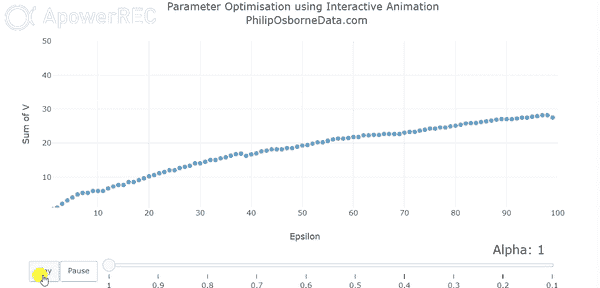 ApowerREC
Parameter Optimisation using Interactive Animation
PhilipOsborneData.com
50
40
30
20
10
Sum of V
10 20 30 40 50 60 70 80 90 100
Epsilon
Alpha: 1
Pause
1 0.9 0.8 0.7 0.6 0.5 0.4 0.3 0.2 0.1